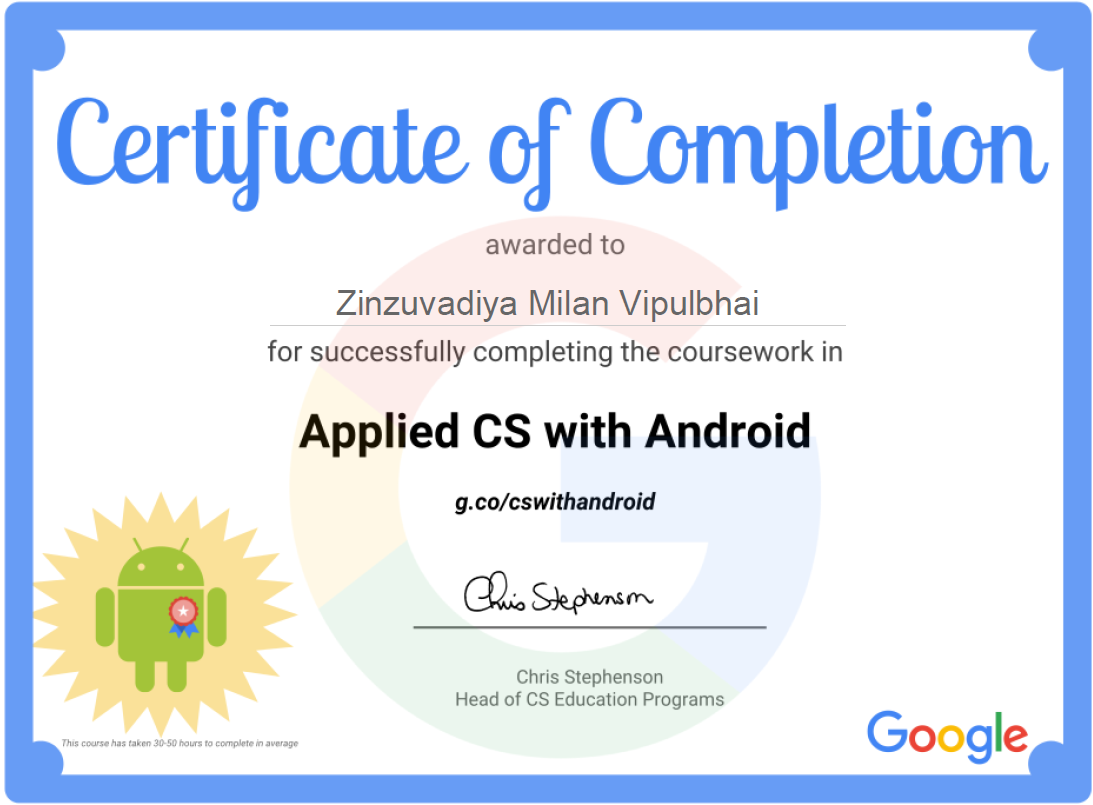 Certificate of Completion
awarded to
Zinzuvadiya Milan Vipulbhai
for successfully completing the coursework in
Applied CS with Android
g.co/cswithandroid
Chris Stephenson
Chris Stephenson
Head of CS Education Programs
This course has taken 30-50 hours to complete in average
Google